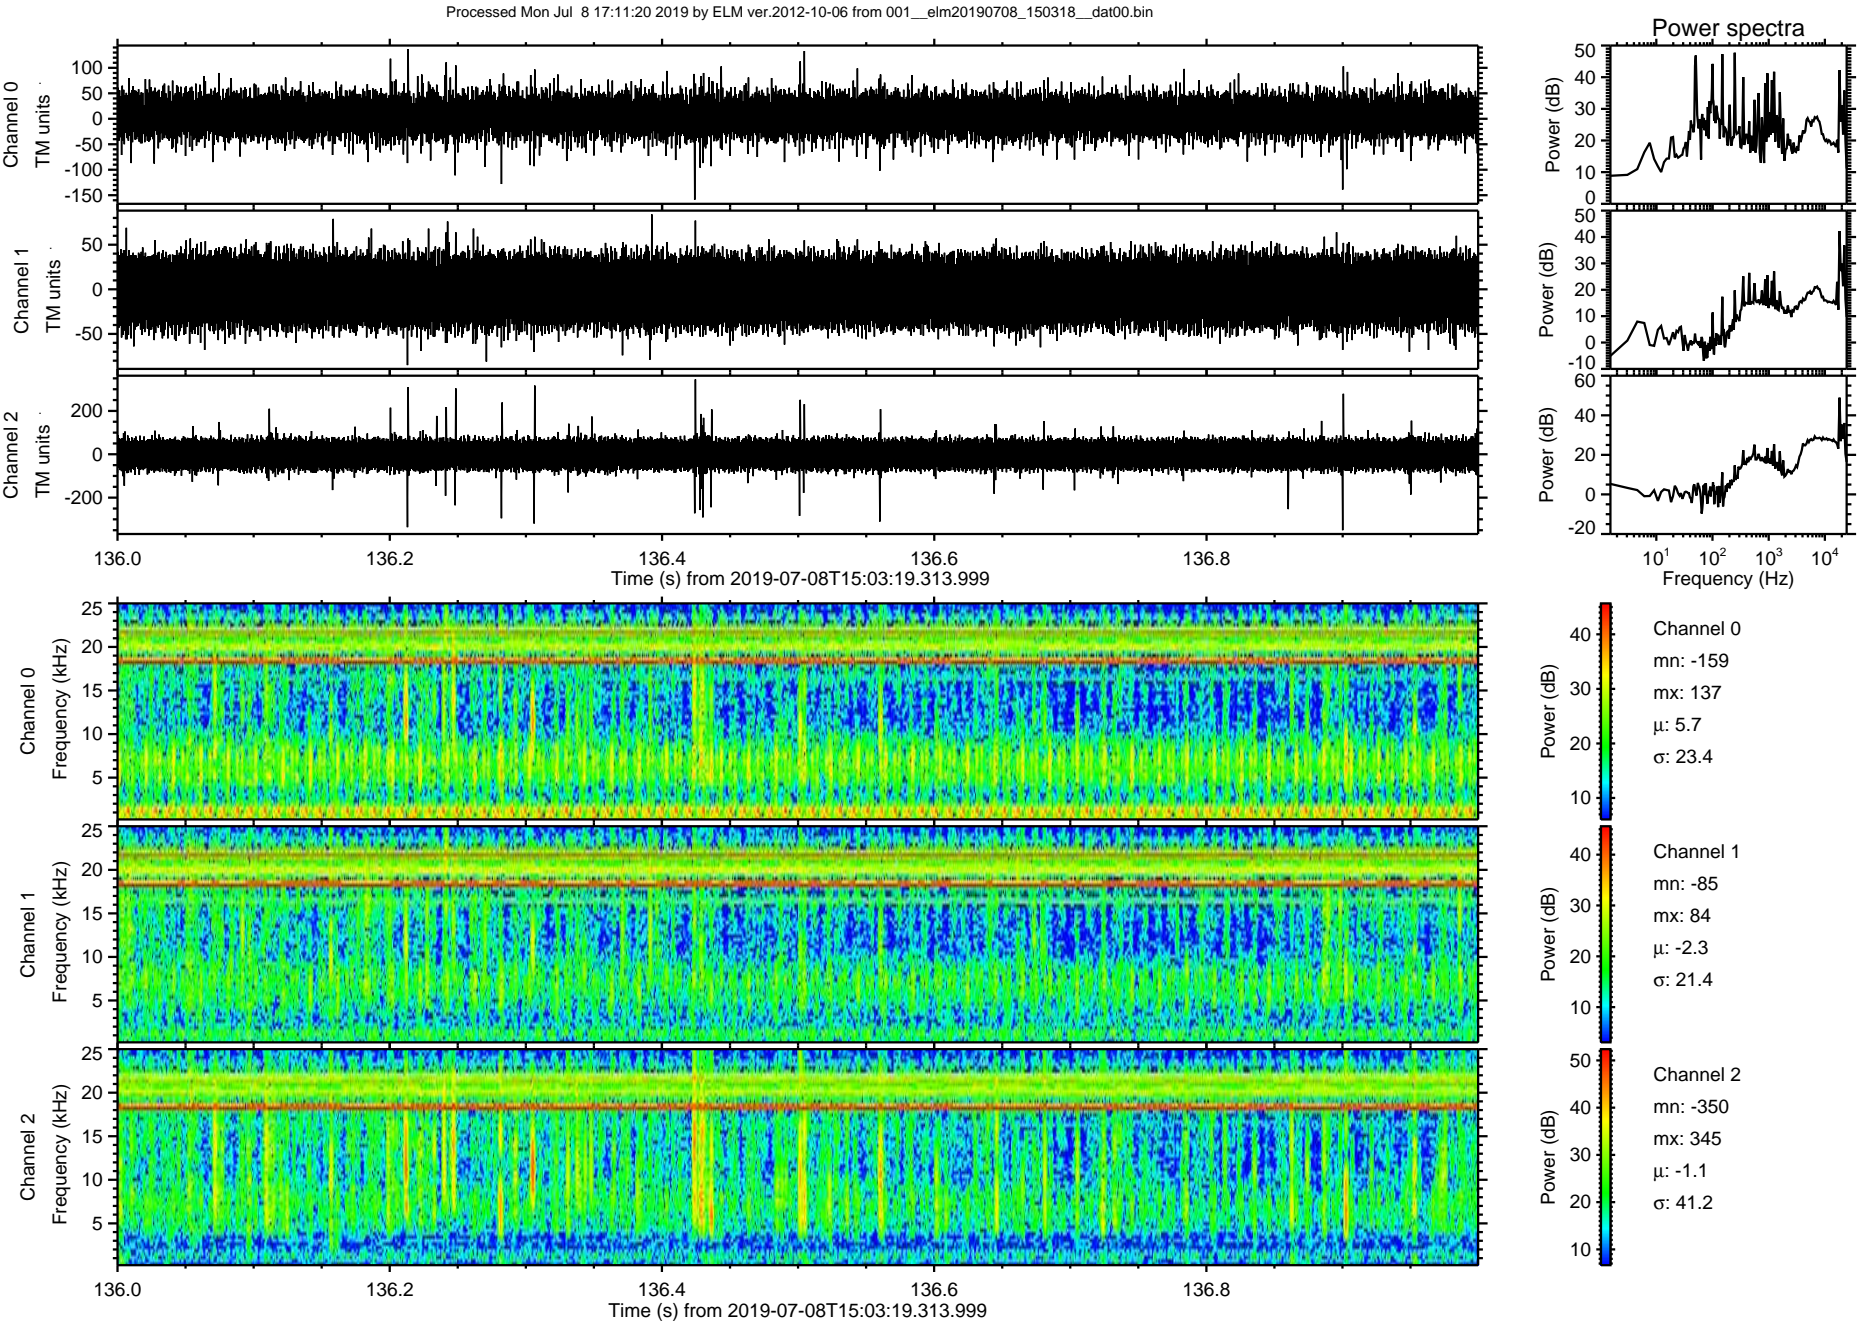 Processed Mon Jul 8 17:11:20 2019 by ELM ver.2012-10-06 from 001__elm20190708_150318__dat00.bin
Power spectra
Channel 0
TM units
100
50
0
-50
-100
-150
Power (dB)
50
40
30
20
10
0
Channel 1
TM units
50
0
-50
Power (dB)
50
40
30
20
10
0
-10
Channel 2
TM units
200
0
-200
Power (dB)
60
40
20
0
-20
136.0 136.2 136.4 136.6 136.8
Time (s) from 2019-07-08T15:03:19.313.999
10^1 10^2 10^3 10^4
Frequency (Hz)
Channel 0
Frequency (kHz)
25
20
15
10
5
Power (dB)
40
30
20
10
Channel 0
mn: -159
mx: 137
μ: 5.7
σ: 23.4
Channel 1
Frequency (kHz)
25
20
15
10
5
Power (dB)
40
30
20
10
Channel 1
mn: -85
mx: 84
μ: -2.3
σ: 21.4
Channel 2
Frequency (kHz)
25
20
15
10
5
Power (dB)
50
40
30
20
10
Channel 2
mn: -350
mx: 345
μ: -1.1
σ: 41.2
136.0 136.2 136.4 136.6 136.8
Time (s) from 2019-07-08T15:03:19.313.999